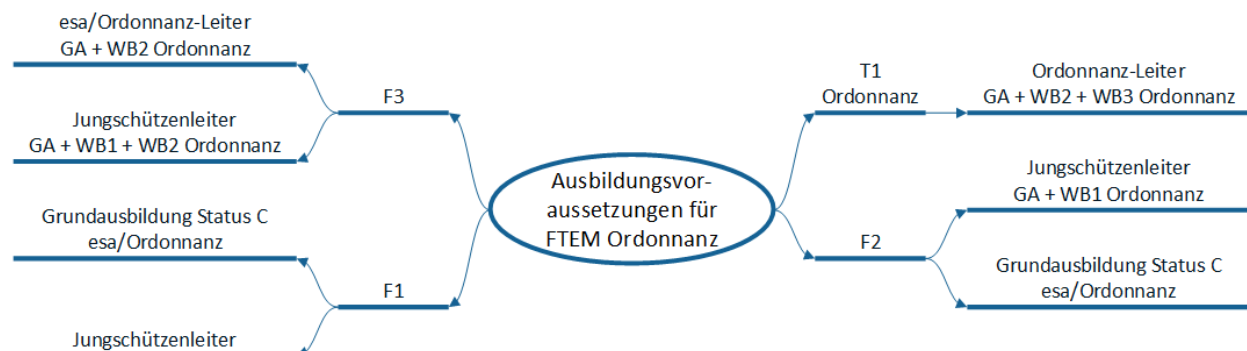 esa/Ordonnanz-Leiter
GA + WB2 Ordonnanz
F3
Jungschützenleiter
GA + WB1 + WB2 Ordonnanz
Grundausbildung Status C
esa/Ordonnanz
F1
Jungschützenleiter
Ausbildungsvor-
aussetzungen für
FTEM Ordonnanz
T1
Ordonnanz
Ordonnanz-Leiter
GA + WB2 + WB3 Ordonnanz
Jungschützenleiter
GA + WB1 Ordonnanz
F2
Grundausbildung Status C
esa/Ordonnanz